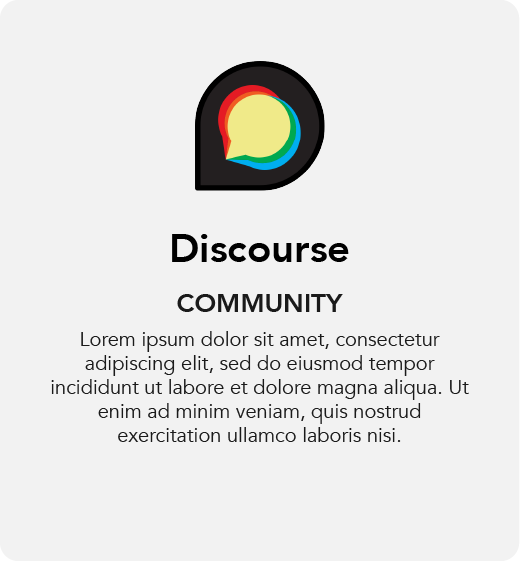 Discourse
COMMUNITY
Lorem ipsum dolor sit amet, consectetur
adipiscing elit, sed do eiusmod tempor
incididunt ut labore et dolore magna aliqua. Ut
enim ad minim veniam, quis nostrud
exercitation ullamco laboris nisi.